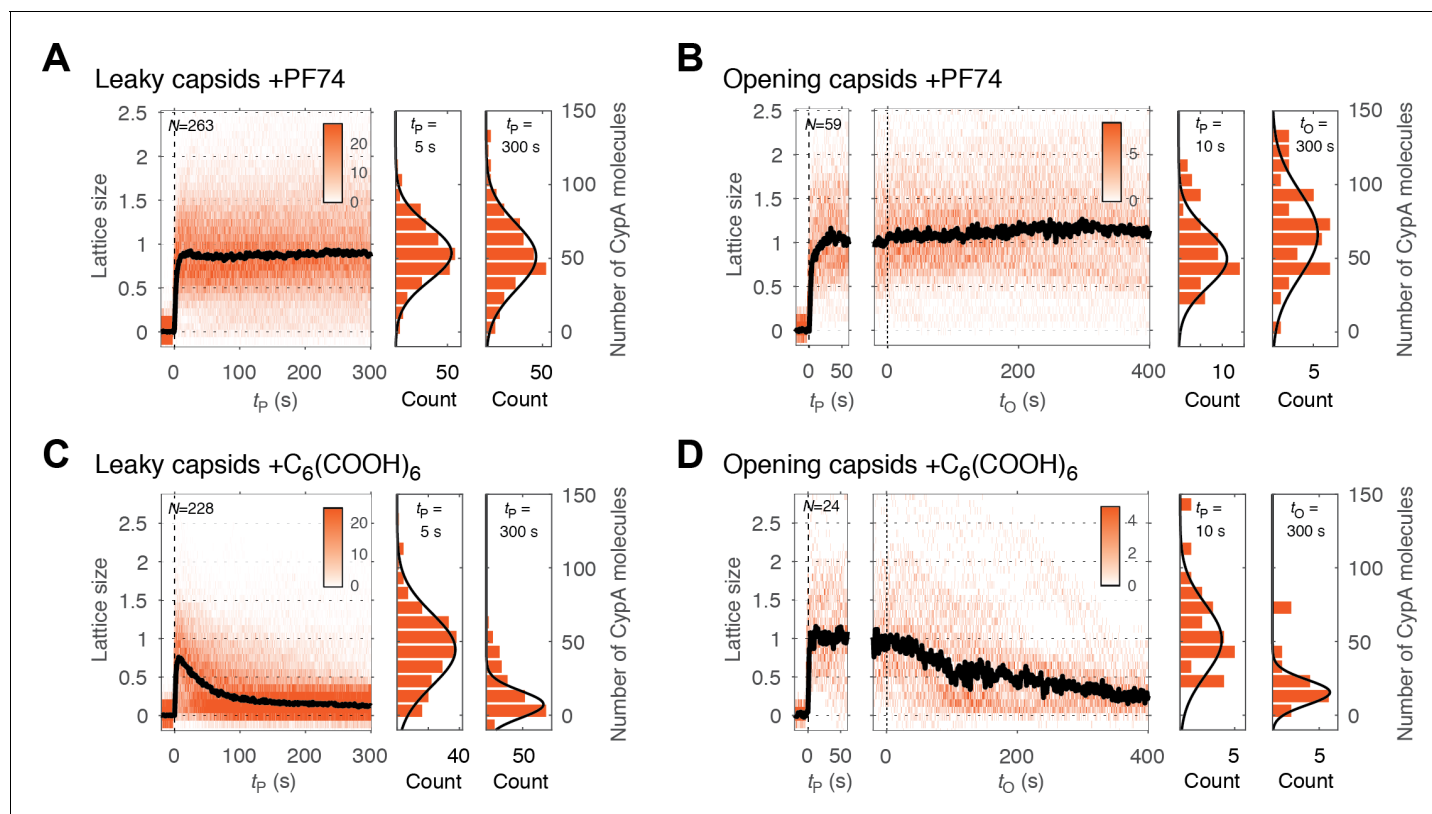 A
Leaky capsids +PF74
Lattice size
2.5
2
1.5
1
0.5
0
N=263
20
10
0
0 100 200 300
tP (s)
tP =
5 s
50
Count
tP =
300 s
50
Count
150
100
50
0
Number of CypA molecules
B
Opening capsids +PF74
Lattice size
2.5
2
1.5
1
0.5
0
N=59
5
0
0 50
tP (s)
0 200 400
tO (s)
tP =
10 s
10
Count
tO =
300 s
5
Count
150
100
50
0
Number of CypA molecules
C
Leaky capsids +C6(COOH)6
Lattice size
2.5
2
1.5
1
0.5
0
N=228
20
10
0
0 100 200 300
tP (s)
tP =
5 s
40
Count
tP =
300 s
50
Count
150
100
50
0
Number of CypA molecules
D
Opening capsids +C6(COOH)6
Lattice size
2.5
2
1.5
1
0.5
0
N=24
4
2
0
0 50
tP (s)
0 200 400
tO (s)
tP =
10 s
5
Count
tO =
300 s
5
Count
150
100
50
0
Number of CypA molecules